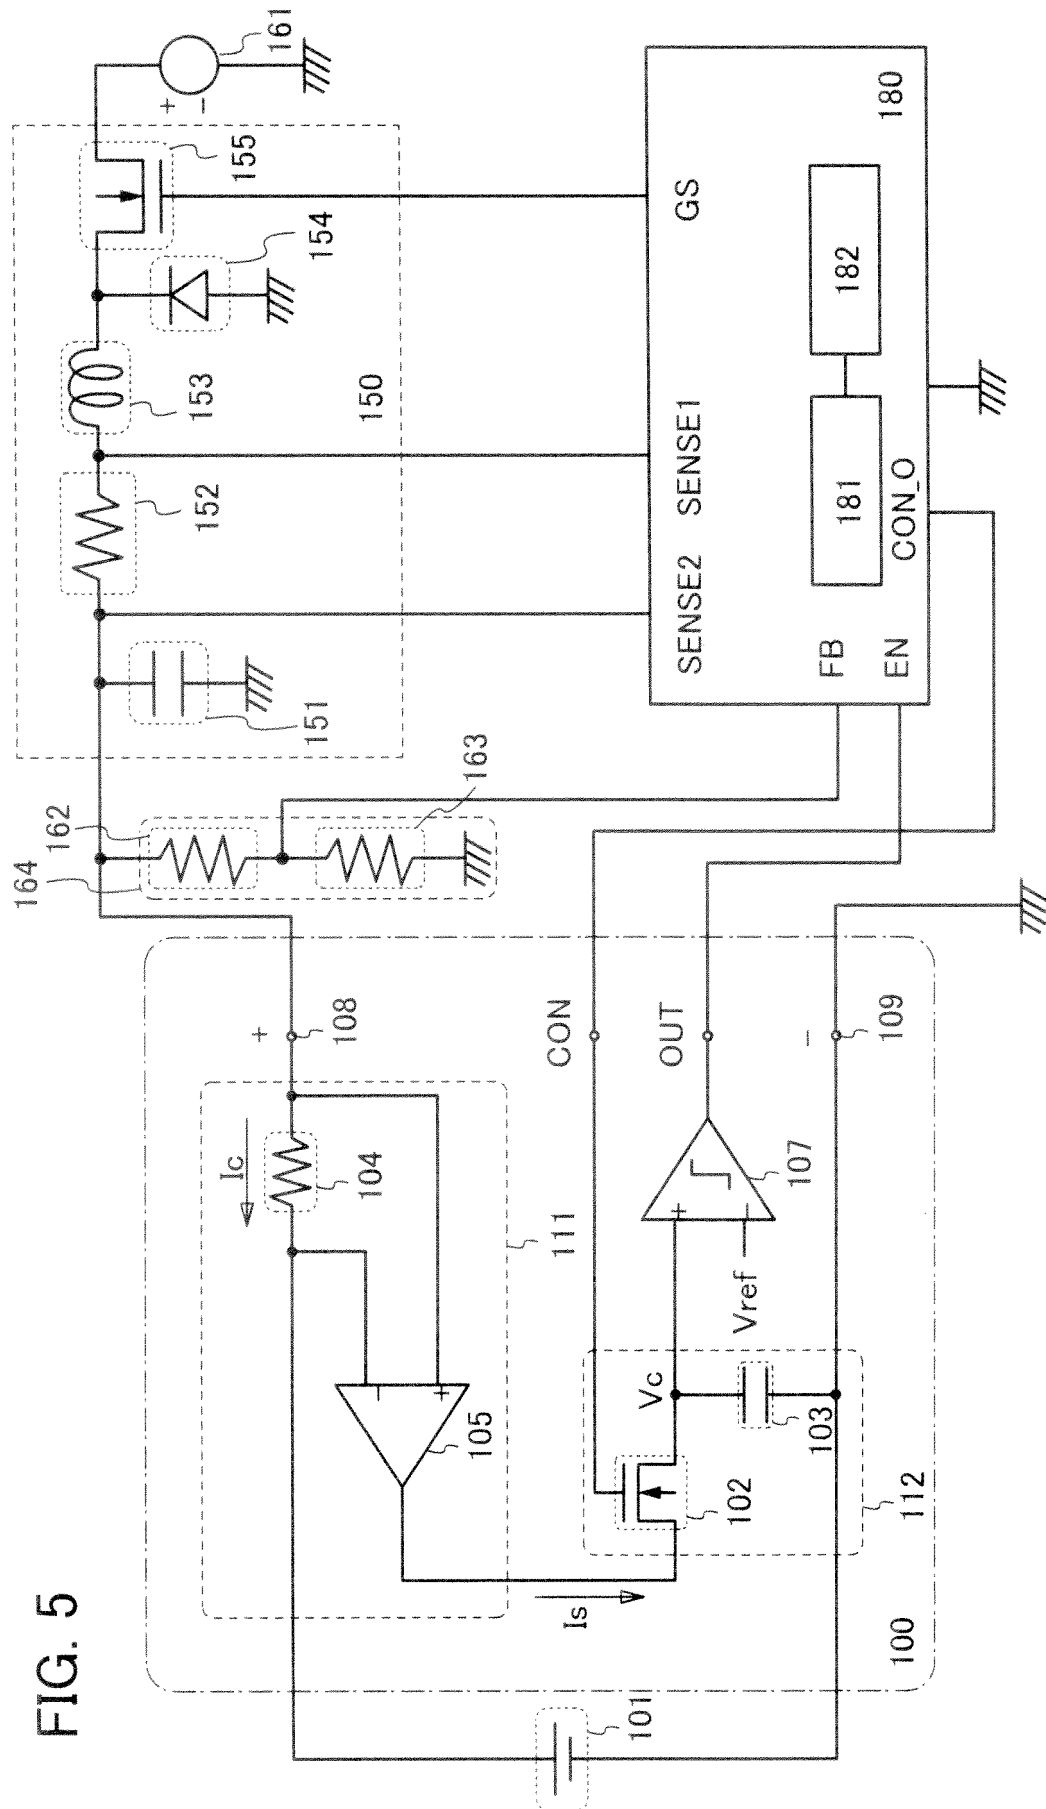 FIG. 5
161
+
−
155
154
153
150
152
151
163
162
164
180
GS
182
SENSE1
181
CON_O
SENSE2
FB
EN
+
108
CON
OUT
−
109
Ic
104
111
107
+
−
Vref
−
+
105
Vc
103
102
112
Is
100
101